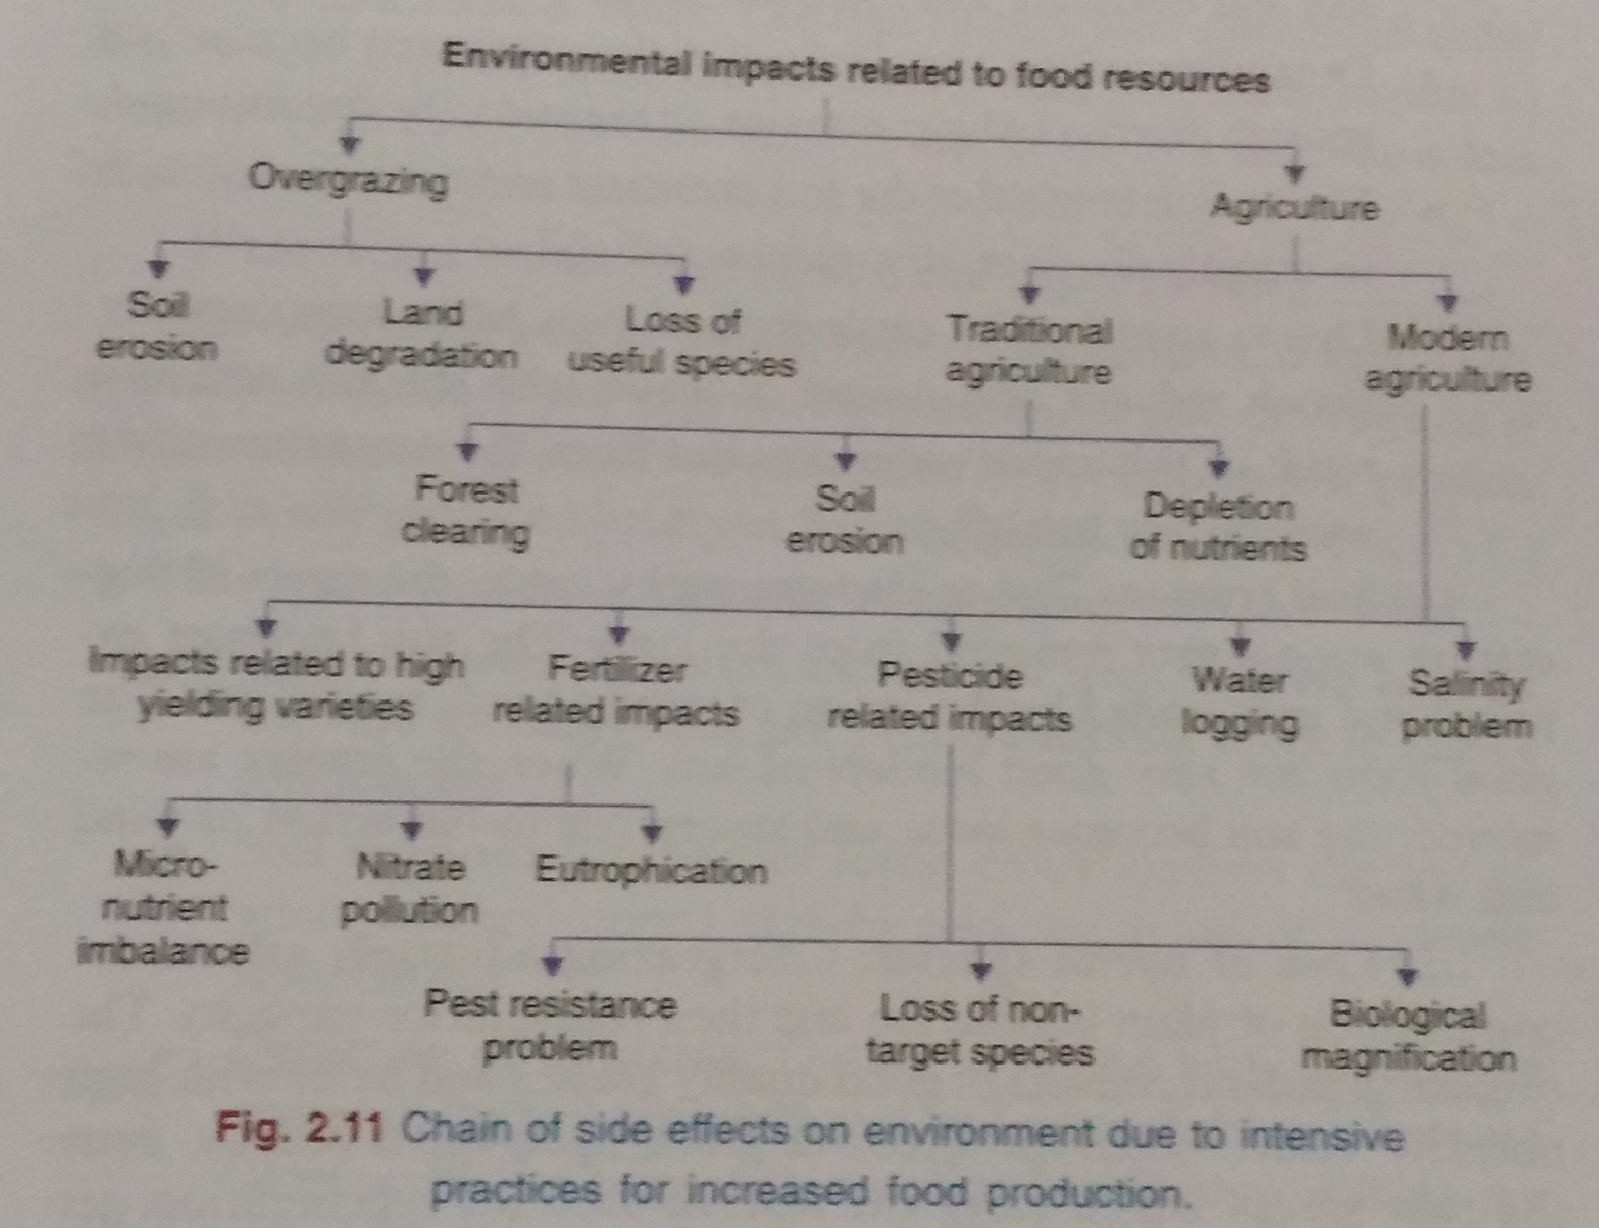 Environmental impacts related to food resources
Overgrazing
Agriculture
Soil
erosion
Land
degradation
Loss of
useful species
Traditional
agriculture
Modern
agriculture
Forest
clearing
Soil
erosion
Depletion
of nutrients
Impacts related to high
yielding varieties
Fertilizer
related impacts
Pesticide
related impacts
Water
logging
Salinity
problem
Micro-
nutrient
imbalance
Nitrate
pollution
Eutrophication
Pest resistance
problem
Loss of non-
target species
Biological
magnification
Fig. 2.11 Chain of side effects on environment due to intensive
practices for increased food production.